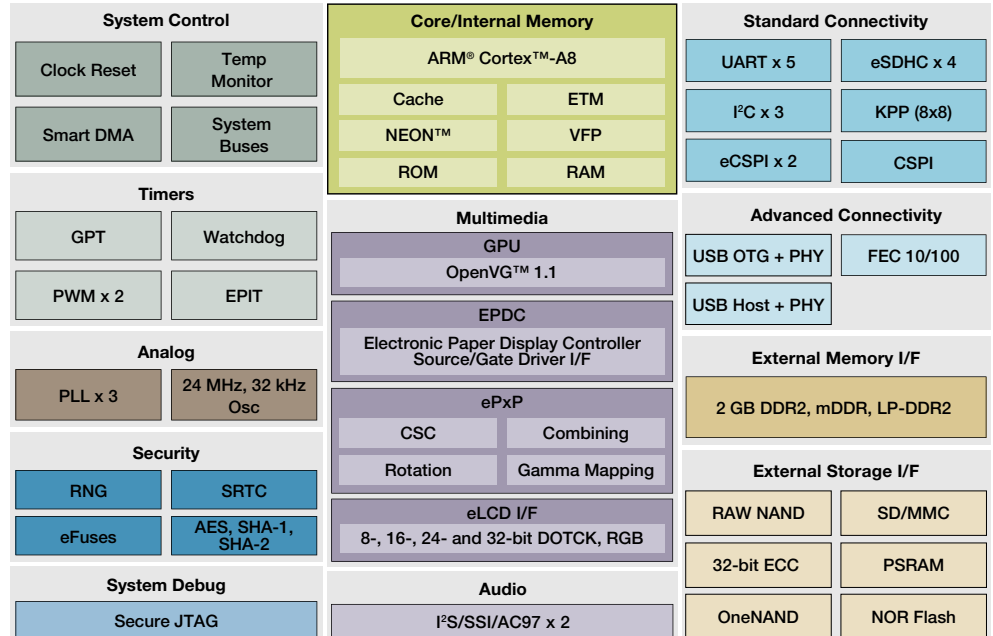 System Control
Clock Reset
Temp
Monitor
Smart DMA
System
Buses
Timers
GPT
Watchdog
PWM x 2
EPIT
Analog
PLL x 3
24 MHz, 32 kHz
Osc
Security
RNG
SRTC
eFuses
AES, SHA-1,
SHA-2
System Debug
Secure JTAG
Core/Internal Memory
ARM® Cortex™-A8
Cache
ETM
NEON™
VFP
ROM
RAM
Multimedia
GPU
OpenVG™ 1.1
EPDC
Electronic Paper Display Controller
Source/Gate Driver I/F
ePxP
CSC
Combining
Rotation
Gamma Mapping
eLCD I/F
8-, 16-, 24- and 32-bit DOTCK, RGB
Audio
I²S/SSI/AC97 x 2
Standard Connectivity
UART x 5
eSDHC x 4
I²C x 3
KPP (8x8)
eCSPI x 2
CSPI
Advanced Connectivity
USB OTG + PHY
FEC 10/100
USB Host + PHY
External Memory I/F
2 GB DDR2, mDDR, LP-DDR2
External Storage I/F
RAW NAND
SD/MMC
32-bit ECC
PSRAM
OneNAND
NOR Flash